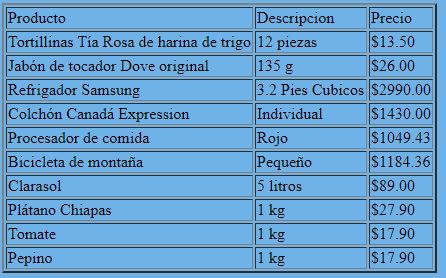 Producto Descripcion Precio
Tortillinas Tía Rosa de harina de trigo 12 piezas $13.50
Jabón de tocador Dove original 135 g $26.00
Refrigador Samsung 3.2 Pies Cubicos $2990.00
Colchón Canadá Expression Individual $1430.00
Procesador de comida Rojo $1049.43
Bicicleta de montaña Pequeño $1184.36
Clarasol 5 litros $89.00
Plátano Chiapas 1 kg $27.90
Tomate 1 kg $17.90
Pepino 1 kg $17.90